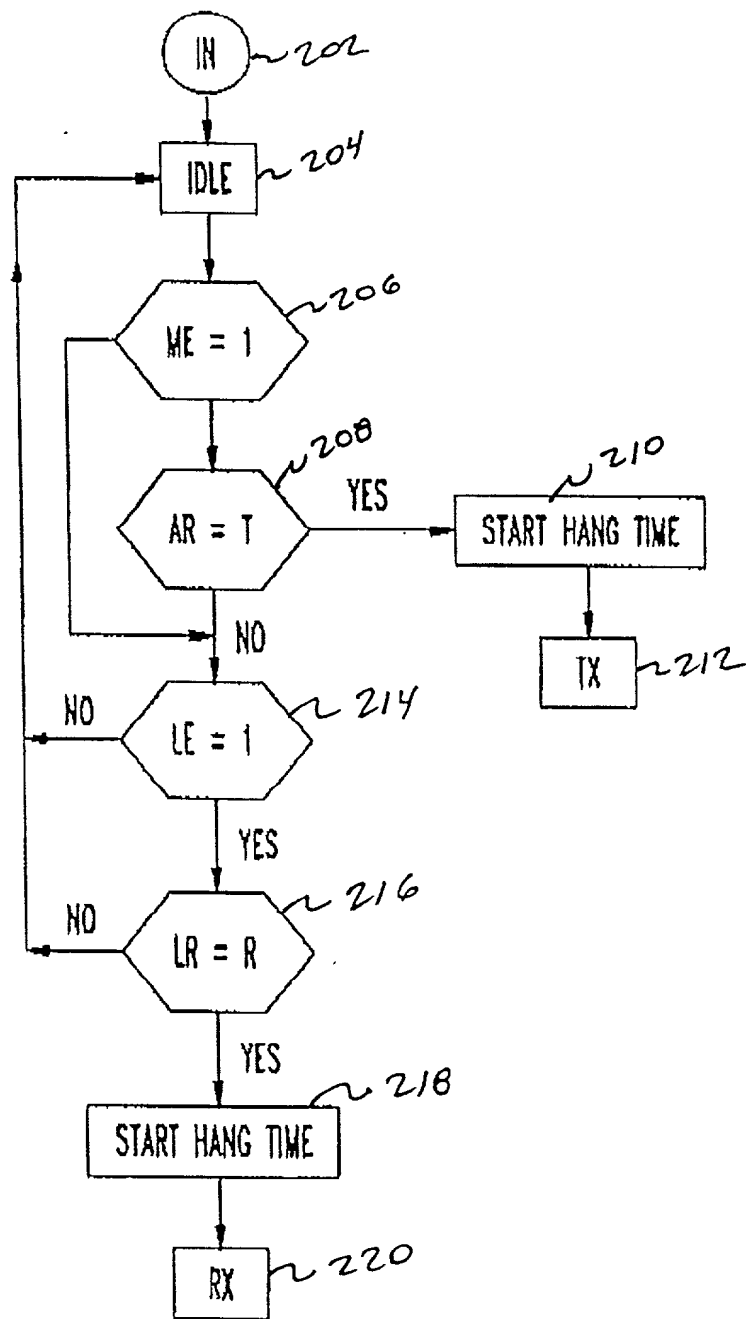 IN
202
IDLE
204
ME = 1
206
AR = T
208
YES
START HANG TIME
210
TX
212
NO
LE = 1
214
NO
YES
LR = R
216
NO
YES
START HANG TIME
218
RX
220